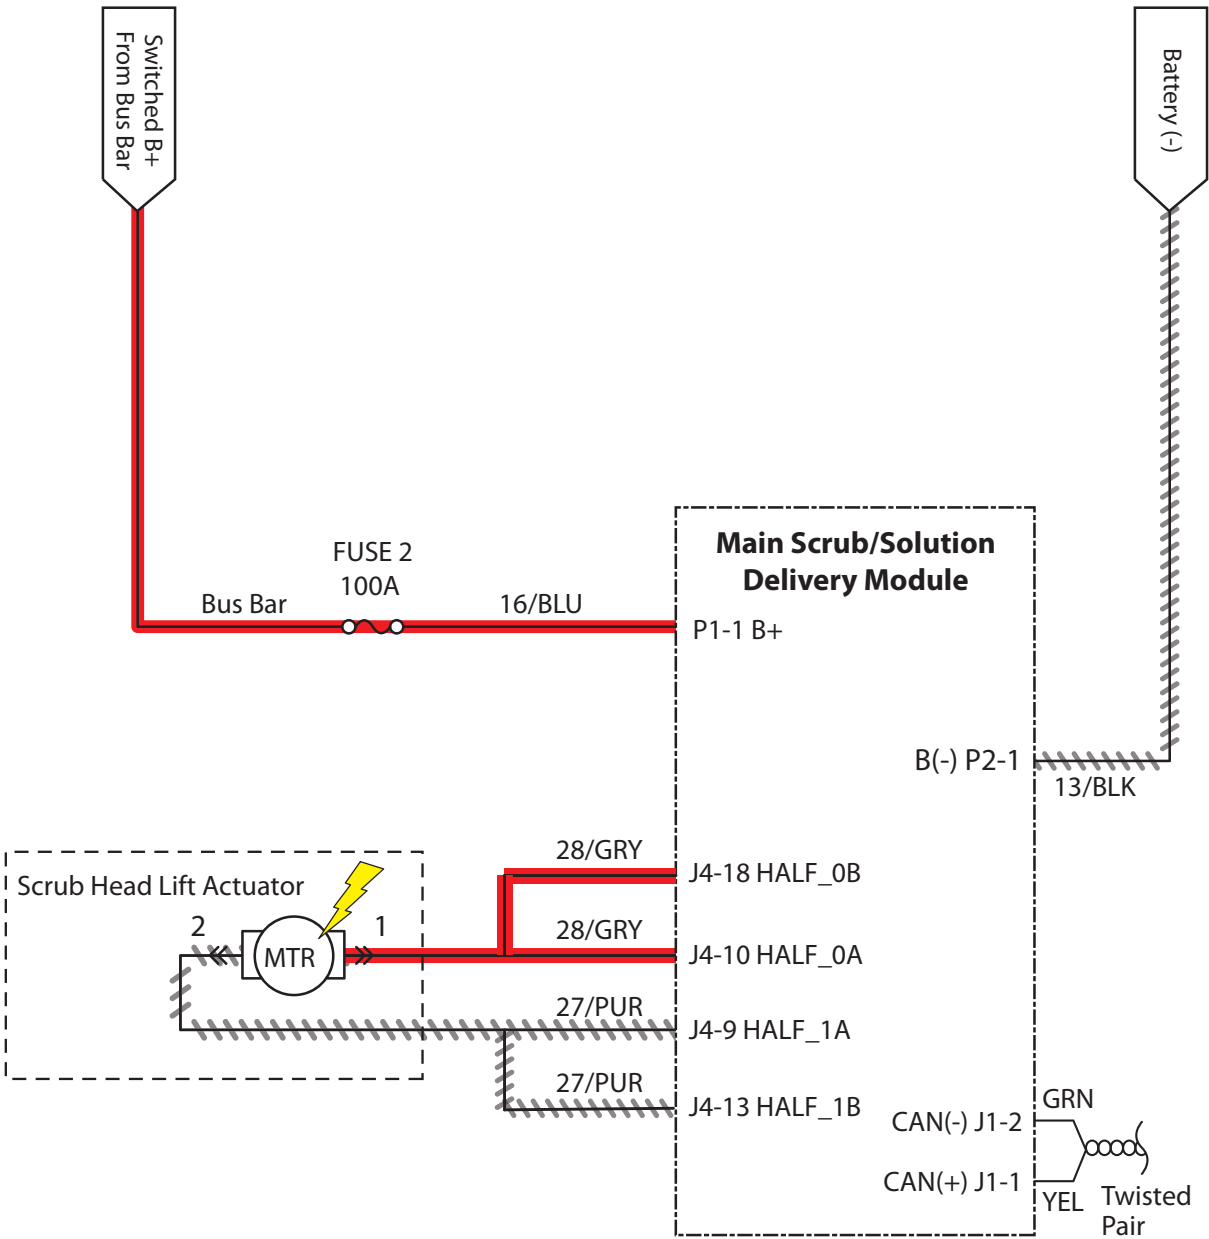 Switched B+
From Bus Bar
Battery (-)
FUSE 2
100A
Bus Bar
16/BLU
Main Scrub/Solution
Delivery Module
P1-1 B+
B(-) P2-1
13/BLK
28/GRY
J4-18 HALF_0B
Scrub Head Lift Actuator
2
1
MTR
28/GRY
J4-10 HALF_0A
27/PUR
J4-9 HALF_1A
27/PUR
J4-13 HALF_1B
GRN
CAN(-) J1-2
CAN(+) J1-1
YEL
Twisted
Pair